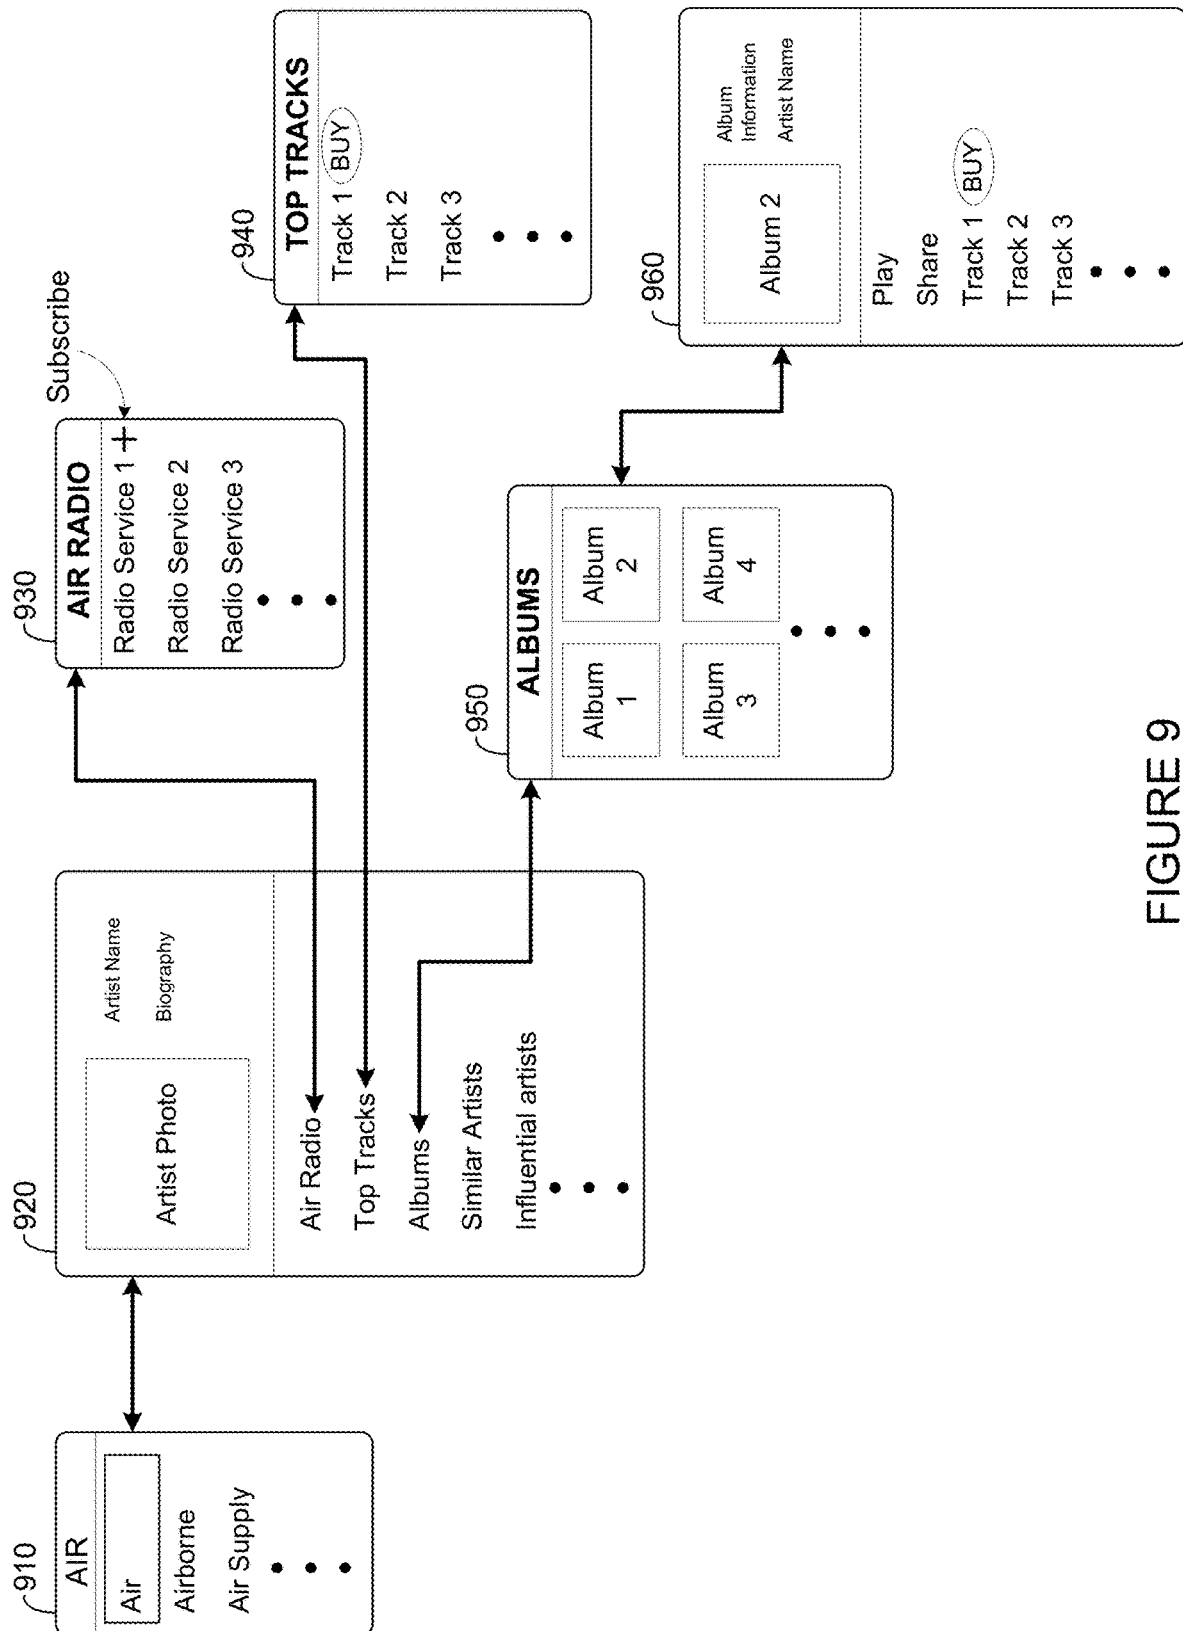 910
AIR
Air
Airborne
Air Supply
920
Artist Photo
Artist Name
Biography
Air Radio
Top Tracks
Albums
Similar Artists
Influential artists
930
AIR RADIO
Radio Service 1 +
Radio Service 2
Radio Service 3
Subscribe
940
TOP TRACKS
Track 1 BUY
Track 2
Track 3
950
ALBUMS
Album
1
Album
2
Album
3
Album
4
960
Album 2
Album
Information
Artist Name
Play
Share
Track 1 BUY
Track 2
Track 3
FIGURE 9